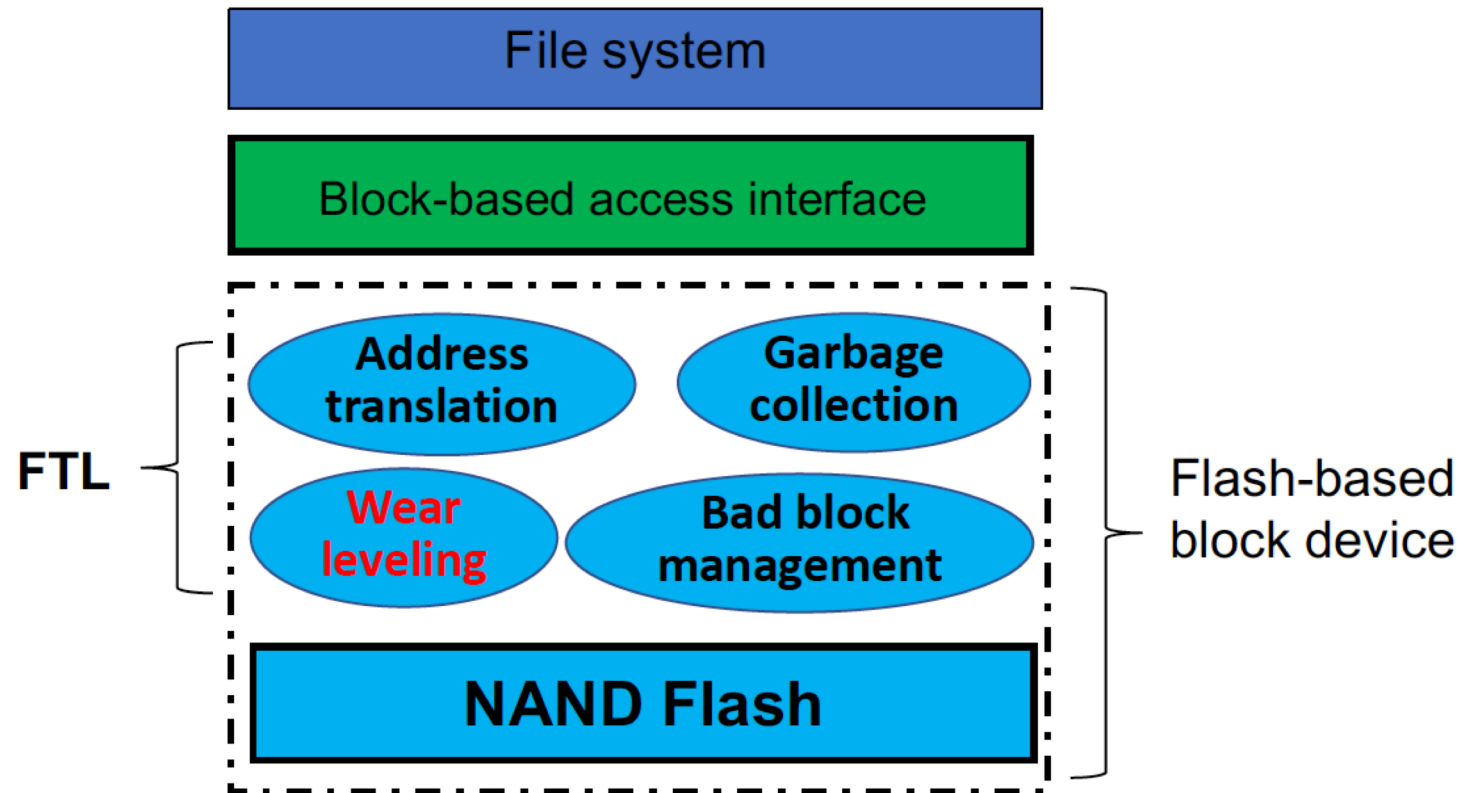 File system
Block-based access interface
Address
translation
Garbage
collection
FTL
Wear
leveling
Bad block
management
Flash-based
block device
NAND Flash